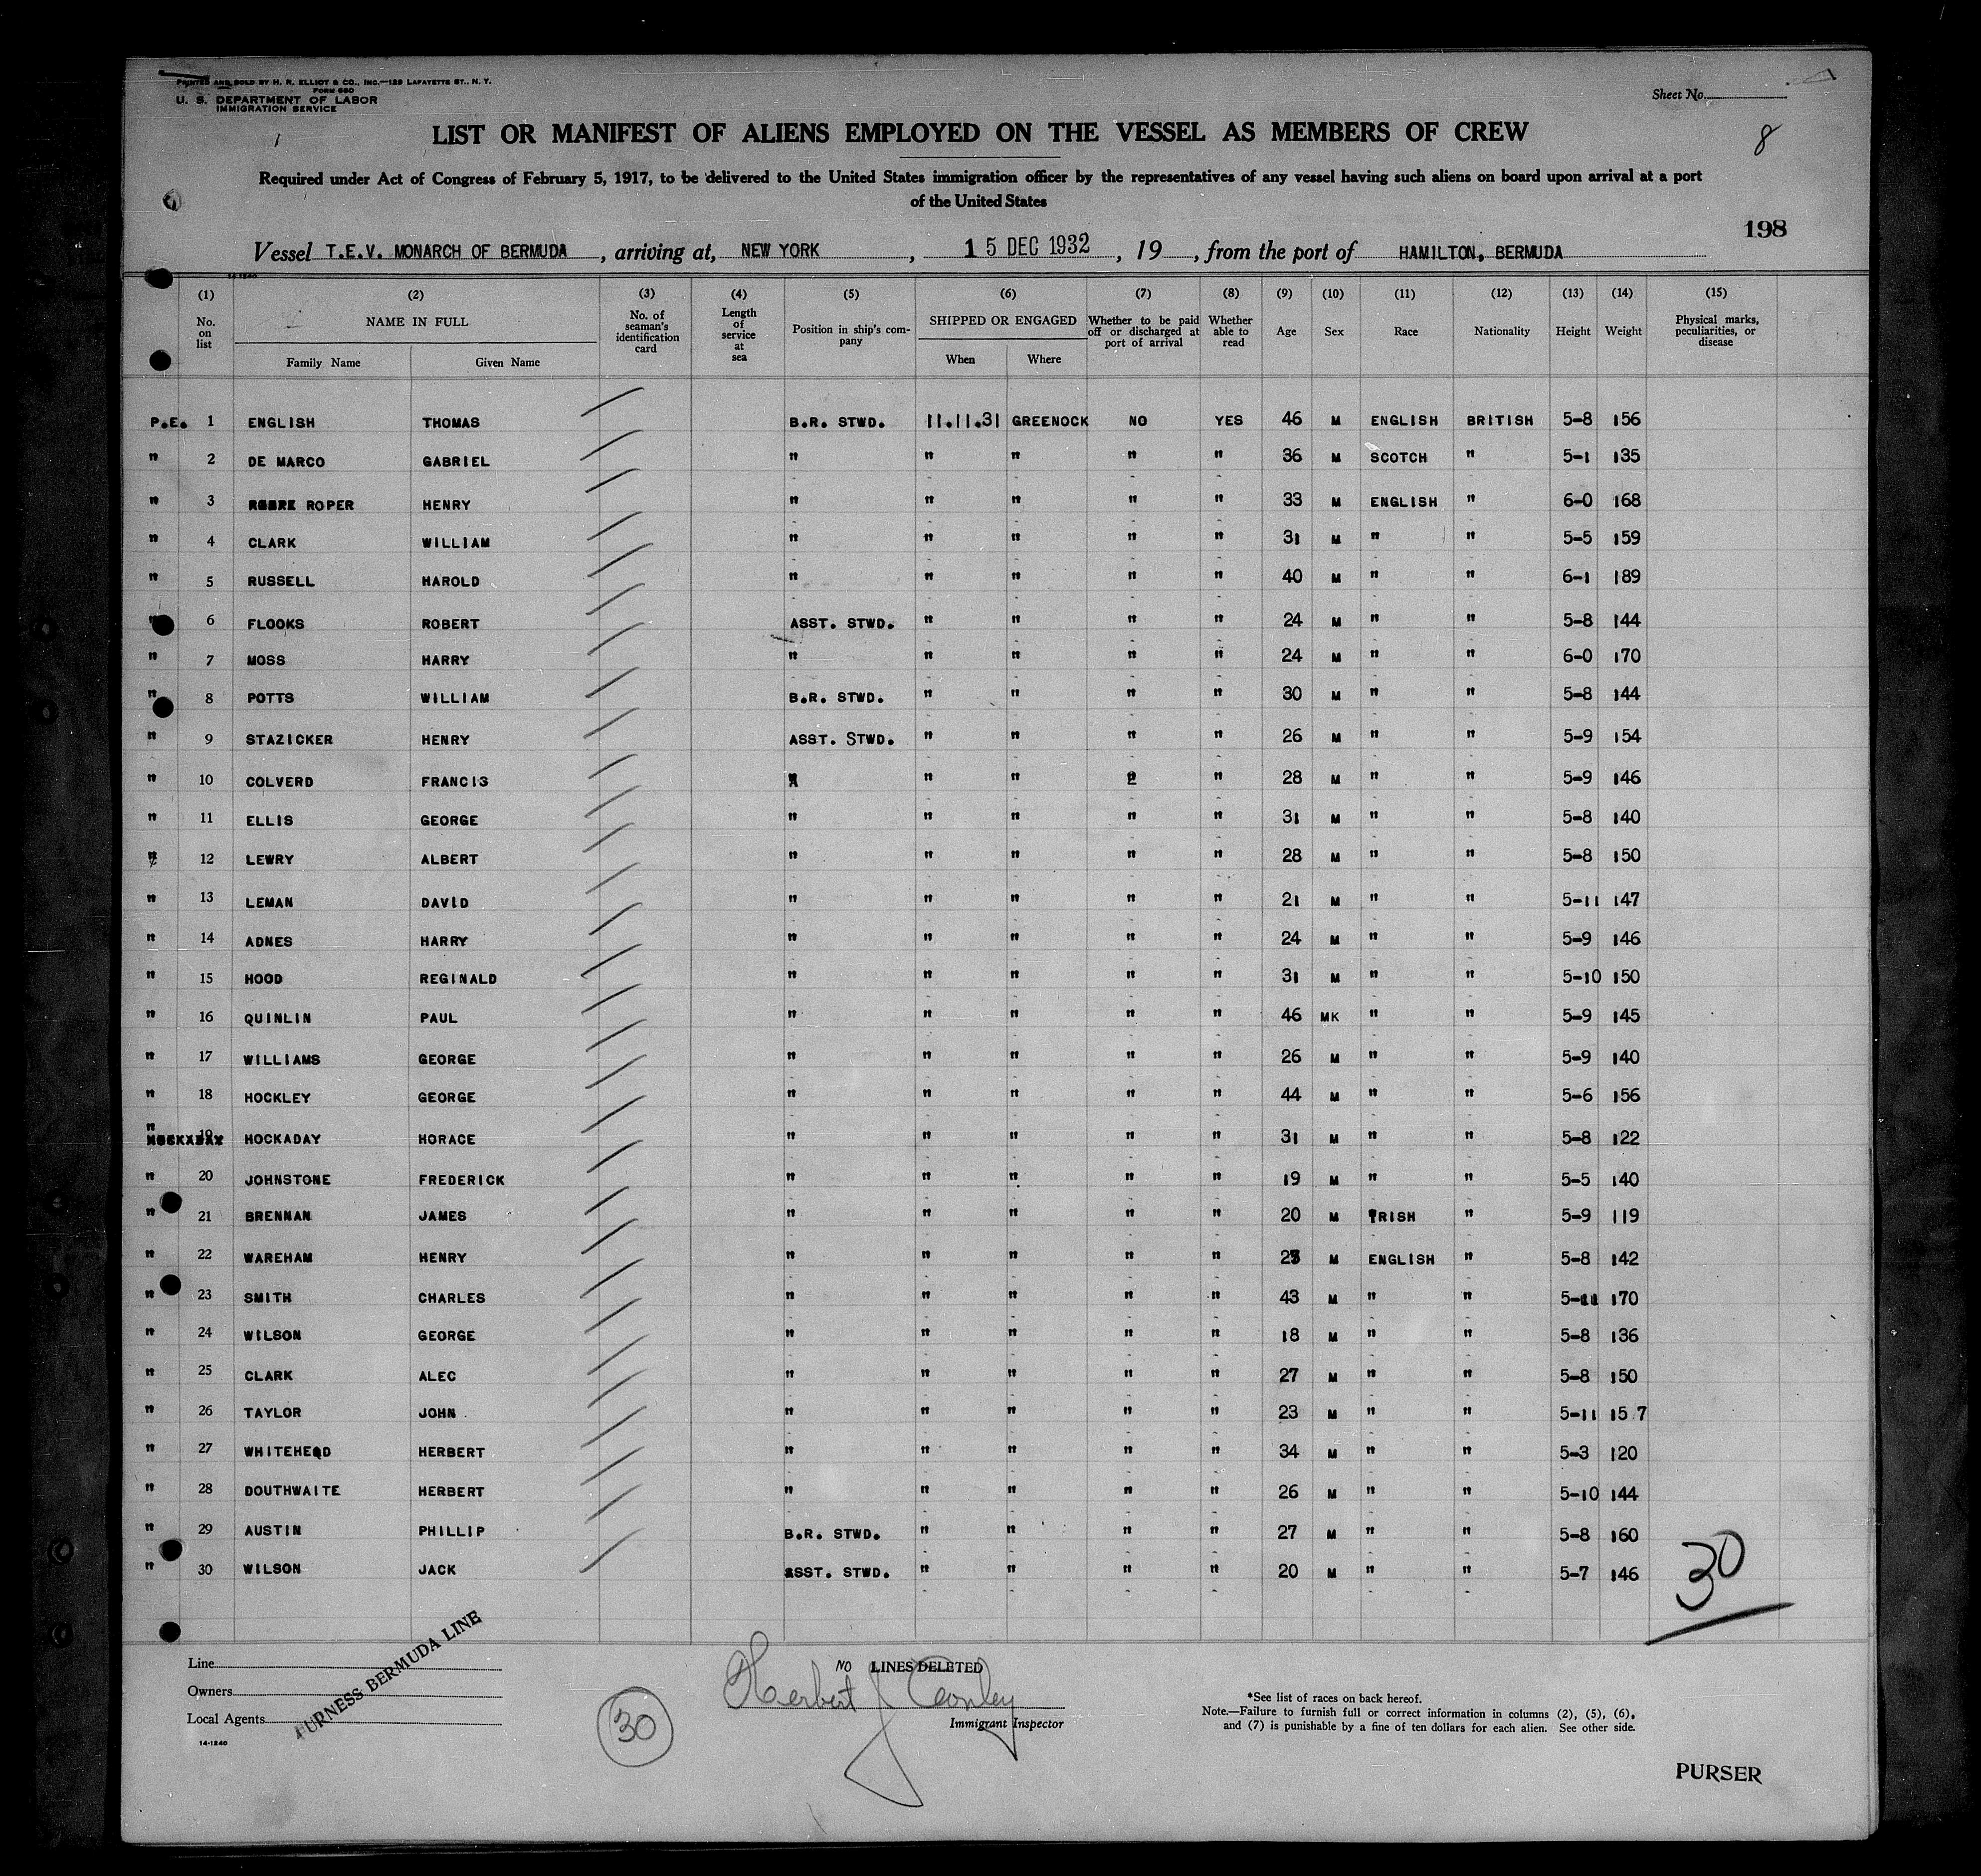 PRINTED AND SOLD BY H. R. ELLIOT & CO., INC.—129 LAFAYETTE ST., N. Y.
FORM 680
U. S. DEPARTMENT OF LABOR
IMMIGRATION SERVICE
Sheet No.
8
LIST OR MANIFEST OF ALIENS EMPLOYED ON THE VESSEL AS MEMBERS OF CREW
Required under Act of Congress of February 5, 1917, to be delivered to the United States immigration officer by the representatives of any vessel having such aliens on board upon arrival at a port
of the United States
198
Vessel T.E.V. MONARCH OF BERMUDA, arriving at, NEW YORK, 15 DEC 1932, 19 , from the port of HAMILTON, BERMUDA
14-1240
(1) (2) (3) (4) (5) (6) (7) (8) (9) (10) (11) (12) (13) (14) (15)
No. on list NAME IN FULL No. of seaman's identification card Length of service at sea Position in ship's company SHIPPED OR ENGAGED Whether to be paid off or discharged at port of arrival Whether able to read Age Sex Race Nationality Height Weight Physical marks, peculiarities, or disease
Family Name Given Name When Where
P.E. 1 ENGLISH THOMAS B.R. STWD. 11.11.31 GREENOCK NO YES 46 M ENGLISH BRITISH 5-8 156
" 2 DE MARCO GABRIEL " " " " " 36 M SCOTCH " 5-1 135
" 3 ROPER HENRY " " " " " 33 M ENGLISH " 6-0 168
" 4 CLARK WILLIAM " " " " " 31 M " " 5-5 159
" 5 RUSSELL HAROLD " " " " " 40 M " " 6-1 189
" 6 FLOOKS ROBERT ASST. STWD. " " " " 24 M " " 5-8 144
" 7 MOSS HARRY " " " " " 24 M " " 6-0 170
" 8 POTTS WILLIAM B.R. STWD. " " " " 30 M " " 5-8 144
" 9 STAZICKER HENRY ASST. STWD. " " " " 26 M " " 5-9 154
" 10 COLVERD FRANCIS " " " " 28 M " " 5-9 146
" 11 ELLIS GEORGE " " " " " 31 M " " 5-8 140
" 12 LEWRY ALBERT " " " " " 28 M " " 5-8 150
" 13 LEMAN DAVID " " " " " 21 M " " 5-11 147
" 14 ADNES HARRY " " " " " 24 M " " 5-9 146
" 15 HOOD REGINALD " " " " " 31 M " " 5-10 150
" 16 QUINLIN PAUL " " " " " 46 MK " " 5-9 145
" 17 WILLIAMS GEORGE " " " " " 26 M " " 5-9 140
" 18 HOCKLEY GEORGE " " " " " 44 M " " 5-6 156
" 19 HOCKADAY HORACE " " " " " 31 M " " 5-8 122
" 20 JOHNSTONE FREDERICK " " " " " 19 M " " 5-5 140
" 21 BRENNAN JAMES " " " " " 20 M IRISH " 5-9 119
" 22 WAREHAM HENRY " " " " " M ENGLISH " 5-8 142
" 23 SMITH CHARLES " " " " " 43 M " " 5-11 170
" 24 WILSON GEORGE " " " " " 18 M " " 5-8 136
" 25 CLARK ALEC " " " " " 27 M " " 5-8 150
" 26 TAYLOR JOHN " " " " " 23 M " " 5-11 157
" 27 WHITEHEAD HERBERT " " " " " 34 M " " 5-3 120
" 28 DOUTHWAITE HERBERT " " " " " 26 M " " 5-10 144
" 29 AUSTIN PHILLIP B.R. STWD. " " " " 27 M " " 5-8 160
" 30 WILSON JACK ASST. STWD. " " " " 20 M " " 5-7 146
30
Line
Owners
Local Agents
FURNESS BERMUDA LINE
14-1240
30
NO LINES DELETED
Herbert J Conley
Immigrant Inspector
*See list of races on back hereof.
Note.—Failure to furnish full or correct information in columns (2), (5), (6),
and (7) is punishable by a fine of ten dollars for each alien. See other side.
PURSER